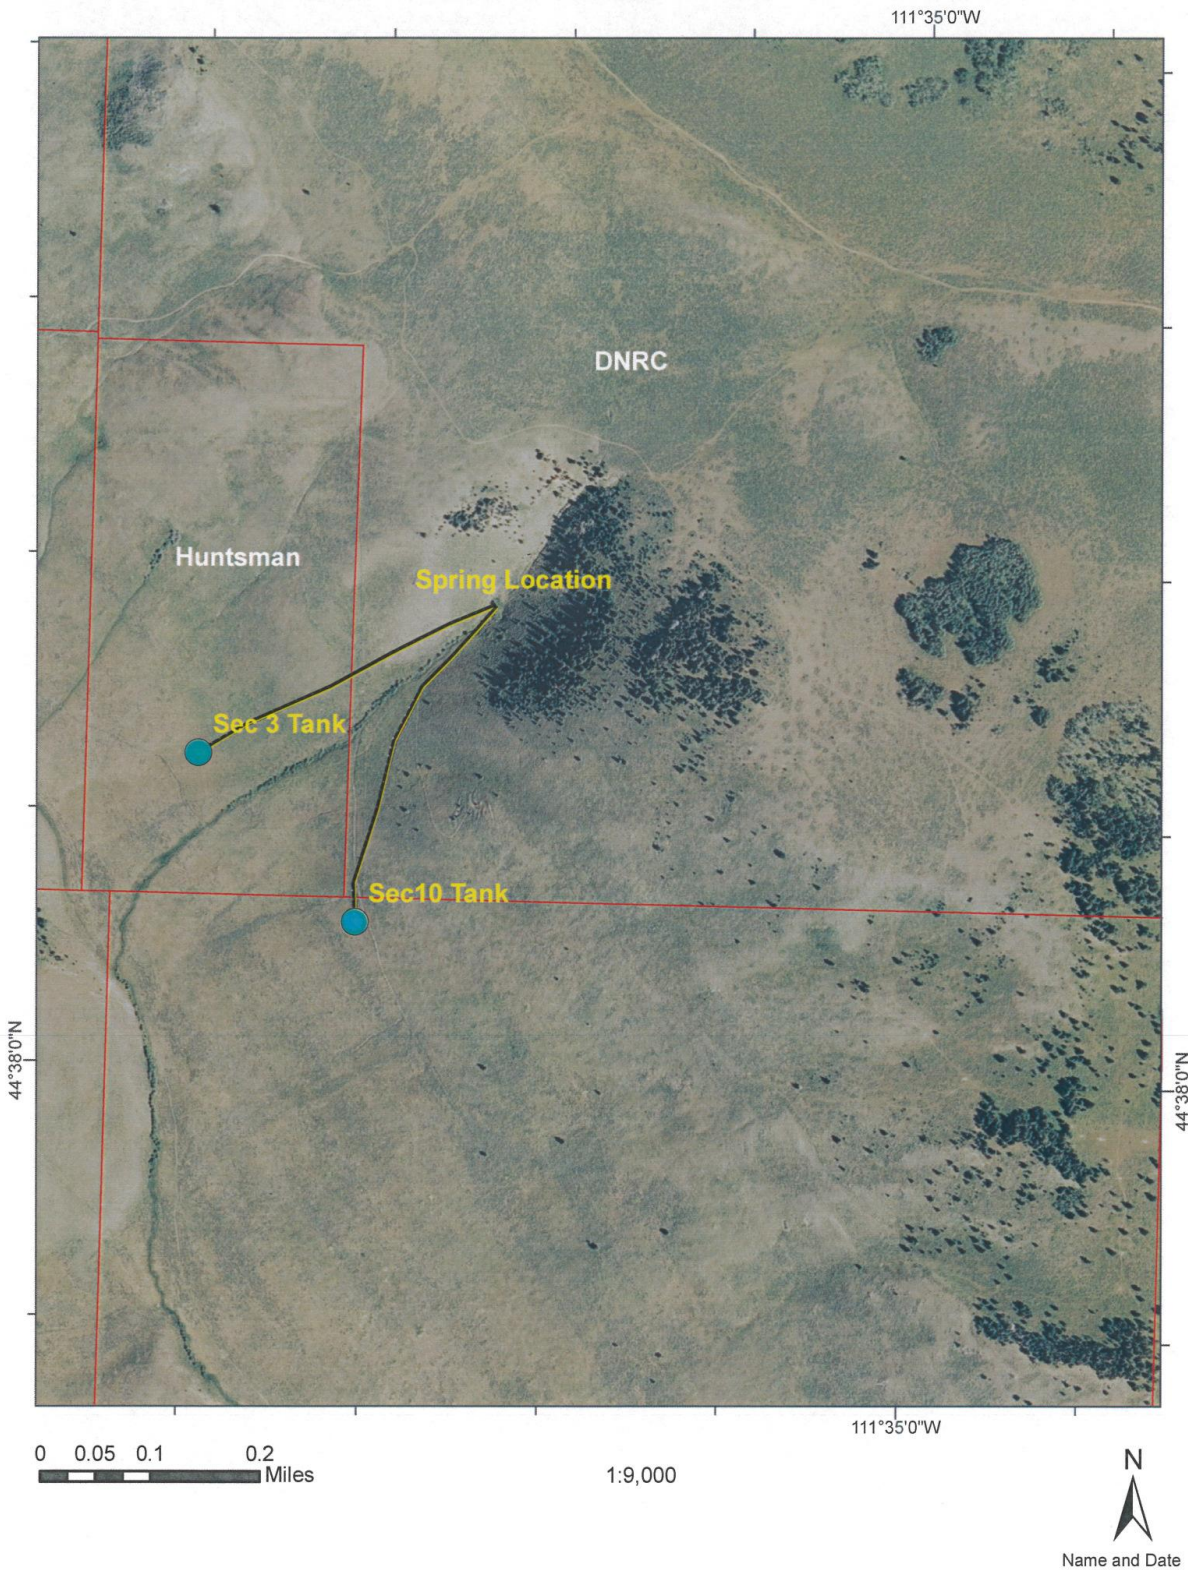 111°35'0"W
DNRC
Huntsman
Spring Location
Sec 3 Tank
Sec10 Tank
44°38'0"N
44°38'0"N
111°35'0"W
0 0.05 0.1 0.2
Miles
1:9,000
N
Name and Date